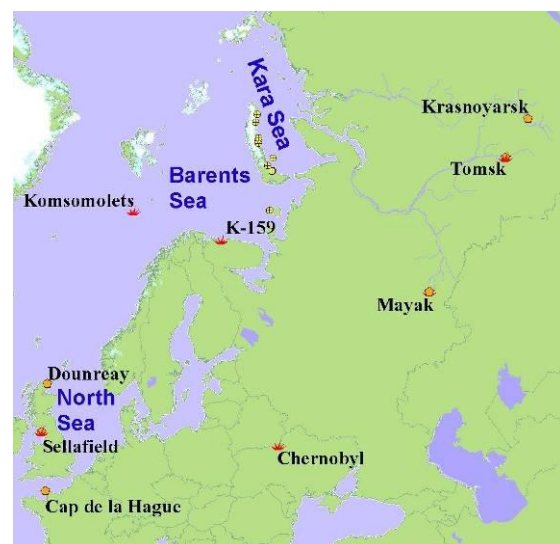 Kara Sea
Krasnoyarsk
Tomsk
Barents
Sea
Komsomolets
K-159
Mayak
Dounreay
North
Sea
Sellafield
Chernobyl
Cap de la Hague